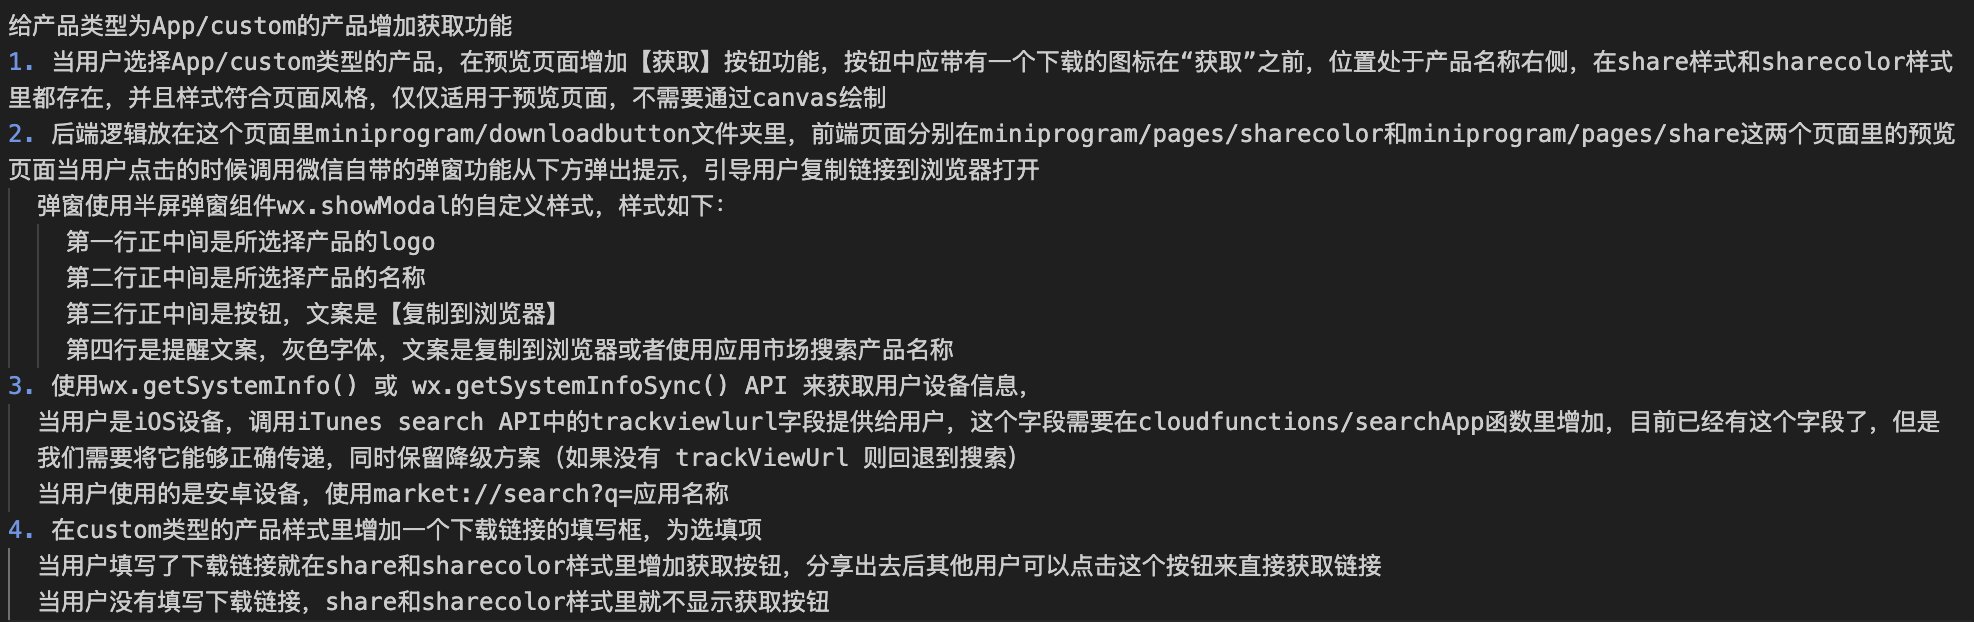 给产品类型为App/custom的产品增加获取功能
1. 当用户选择App/custom类型的产品，在预览页面增加【获取】按钮功能，按钮中应带有一个下载的图标在“获取”之前，位置处于产品名称右侧，在share样式和sharecolor样式
里都存在，并且样式符合页面风格，仅仅适用于预览页面，不需要通过canvas绘制
2. 后端逻辑放在这个页面里miniprogram/downloadbutton文件夹里，前端页面分别在miniprogram/pages/sharecolor和miniprogram/pages/share这两个页面里的预览
页面当用户点击的时候调用微信自带的弹窗功能从下方弹出提示，引导用户复制链接到浏览器打开
弹窗使用半屏弹窗组件wx.showModal的自定义样式，样式如下：
第一行正中间是所选择产品的logo
第二行正中间是所选择产品的名称
第三行正中间是按钮，文案是【复制到浏览器】
第四行是提醒文案，灰色字体，文案是复制到浏览器或者使用应用市场搜索产品名称
3. 使用wx.getSystemInfo() 或 wx.getSystemInfoSync() API 来获取用户设备信息，
当用户是iOS设备，调用iTunes search API中的trackviewlurl字段提供给用户，这个字段需要在cloudfunctions/searchApp函数里增加，目前已经有这个字段了，但是
我们需要将它能够正确传递，同时保留降级方案（如果没有 trackViewUrl 则回退到搜索）
当用户使用的是安卓设备，使用market://search?q=应用名称
4. 在custom类型的产品样式里增加一个下载链接的填写框，为选填项
当用户填写了下载链接就在share和sharecolor样式里增加获取按钮，分享出去后其他用户可以点击这个按钮来直接获取链接
当用户没有填写下载链接，share和sharecolor样式里就不显示获取按钮